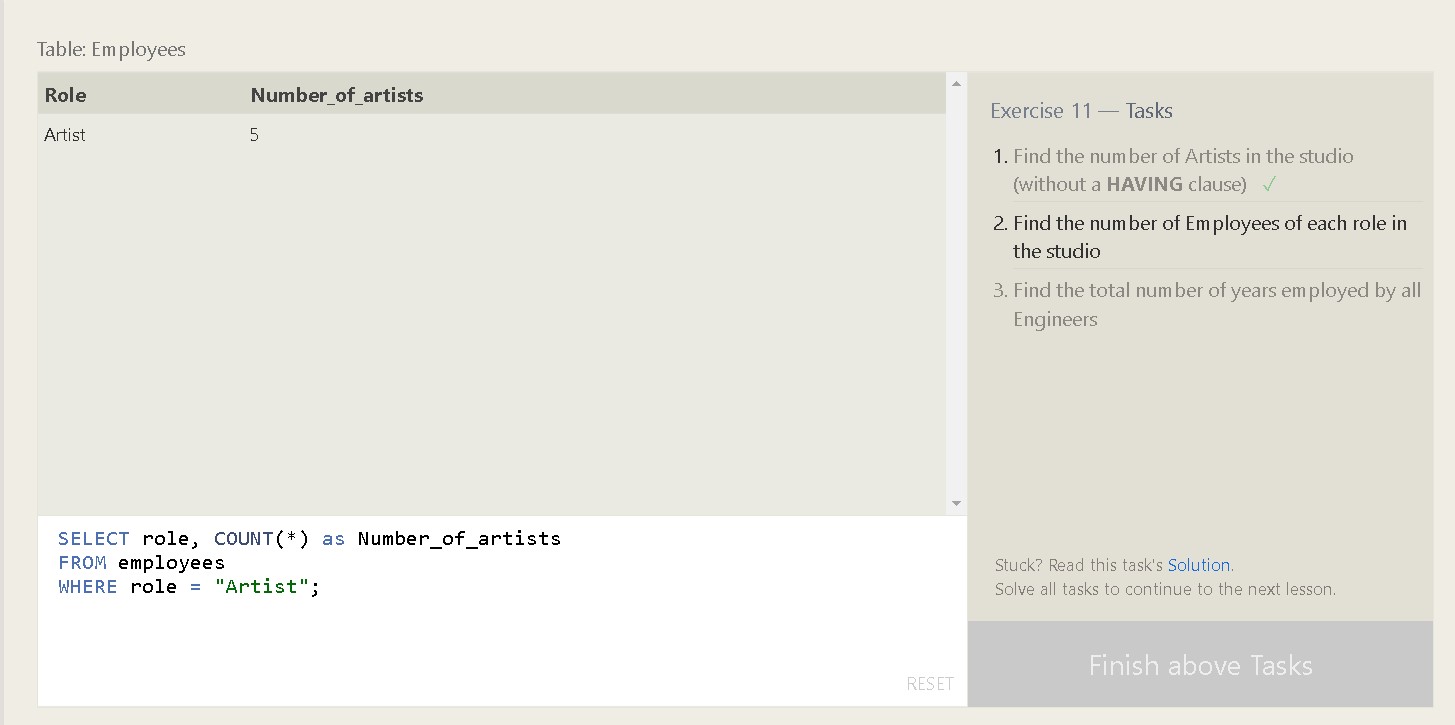 Table: Employees
Role Number_of_artists
Artist 5
SELECT role, COUNT(*) as Number_of_artists
FROM employees
WHERE role = "Artist";
RESET
Exercise 11 — Tasks
1. Find the number of Artists in the studio
(without a HAVING clause) ✓
2. Find the number of Employees of each role in
the studio
3. Find the total number of years employed by all
Engineers
Stuck? Read this task's Solution.
Solve all tasks to continue to the next lesson.
Finish above Tasks